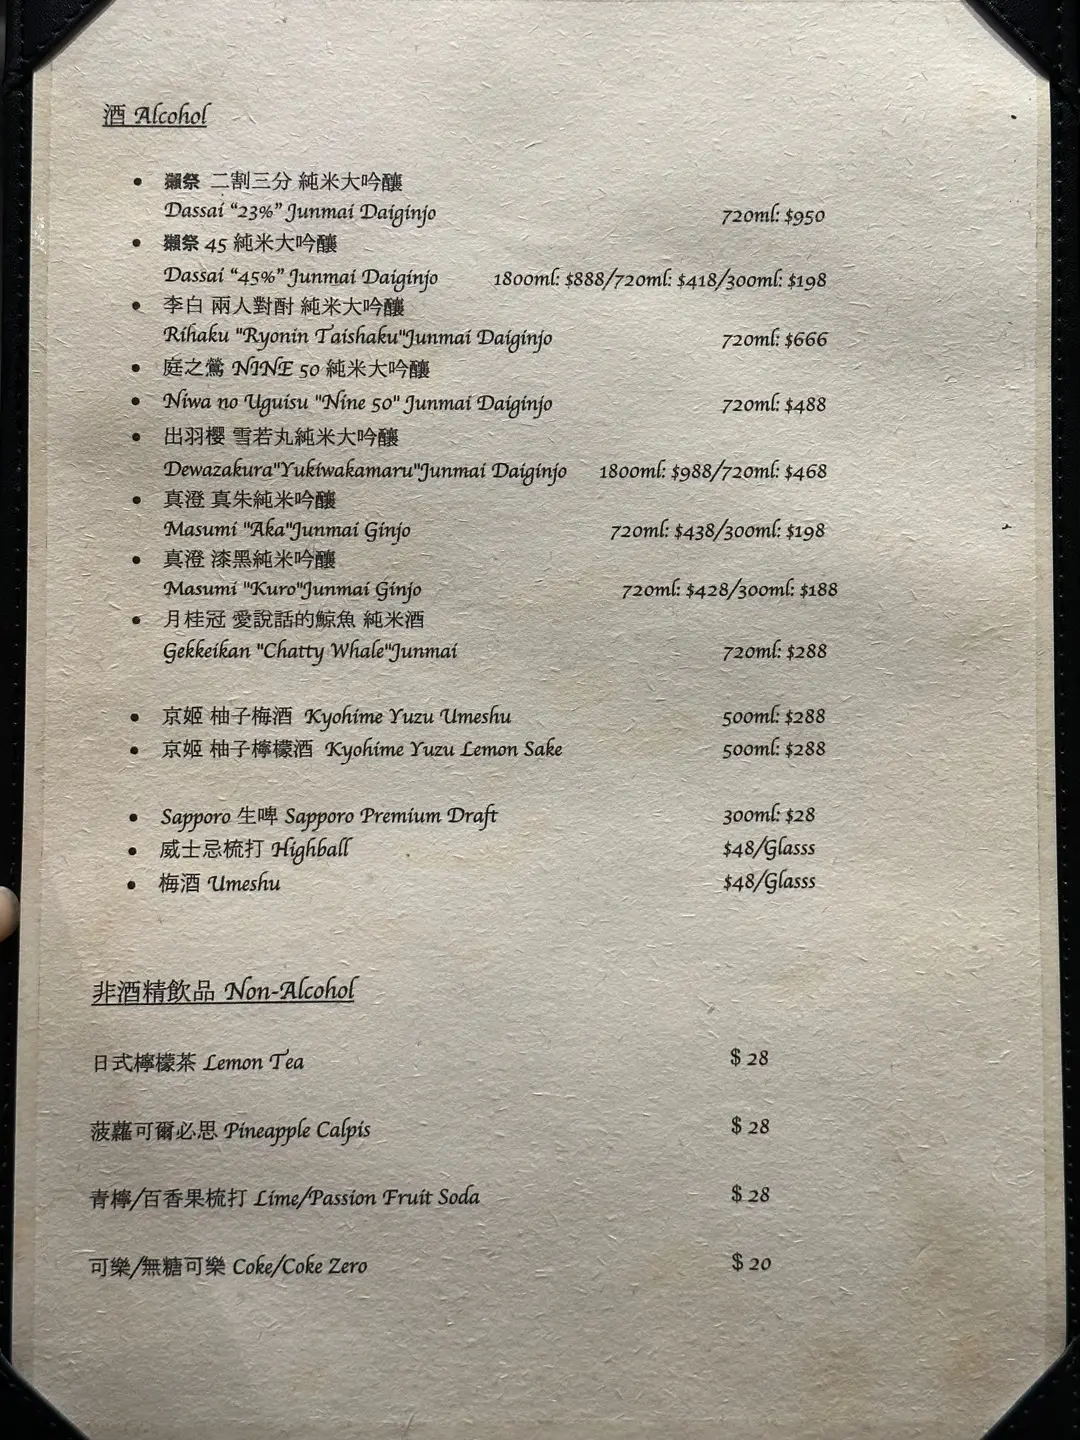 酒 Alcohol
獺祭 二割三分 純米大吟釀
Dassai “23%” Junmai Daiginjo 720ml: $950
獺祭 45 純米大吟釀
Dassai “45%” Junmai Daiginjo 1800ml: $888/720ml: $418/300ml: $198
李白 兩人對酌 純米大吟釀
Rihaku "Ryonin Taishaku"Junmai Daiginjo 720ml: $666
庭之鶯 NINE 50 純米大吟釀
Niwa no Uguisu "Nine 50" Junmai Daiginjo 720ml: $488
出羽櫻 雪若丸純米大吟釀
Dewazakura"Yukiwakamaru"Junmai Daiginjo 1800ml: $988/720ml: $468
真澄 真朱純米吟釀
Masumi "Aka"Junmai Ginjo 720ml: $438/300ml: $198
真澄 漆黑純米吟釀
Masumi "Kuro"Junmai Ginjo 720ml: $428/300ml: $188
月桂冠 愛說話的鯨魚 純米酒
Gekkeikan "Chatty Whale"Junmai 720ml: $288
京姬 柚子梅酒 Kyohime Yuzu Umeshu 500ml: $288
京姬 柚子檸檬酒 Kyohime Yuzu Lemon Sake 500ml: $288
Sapporo 生啤 Sapporo Premium Draft 300ml: $28
威士忌梳打 Highball $48/Glasss
梅酒 Umeshu $48/Glasss
非酒精飲品 Non-Alcohol
日式檸檬茶 Lemon Tea $ 28
菠蘿可爾必思 Pineapple Calpis $ 28
青檸/百香果梳打 Lime/Passion Fruit Soda $ 28
可樂/無糖可樂 Coke/Coke Zero $ 20